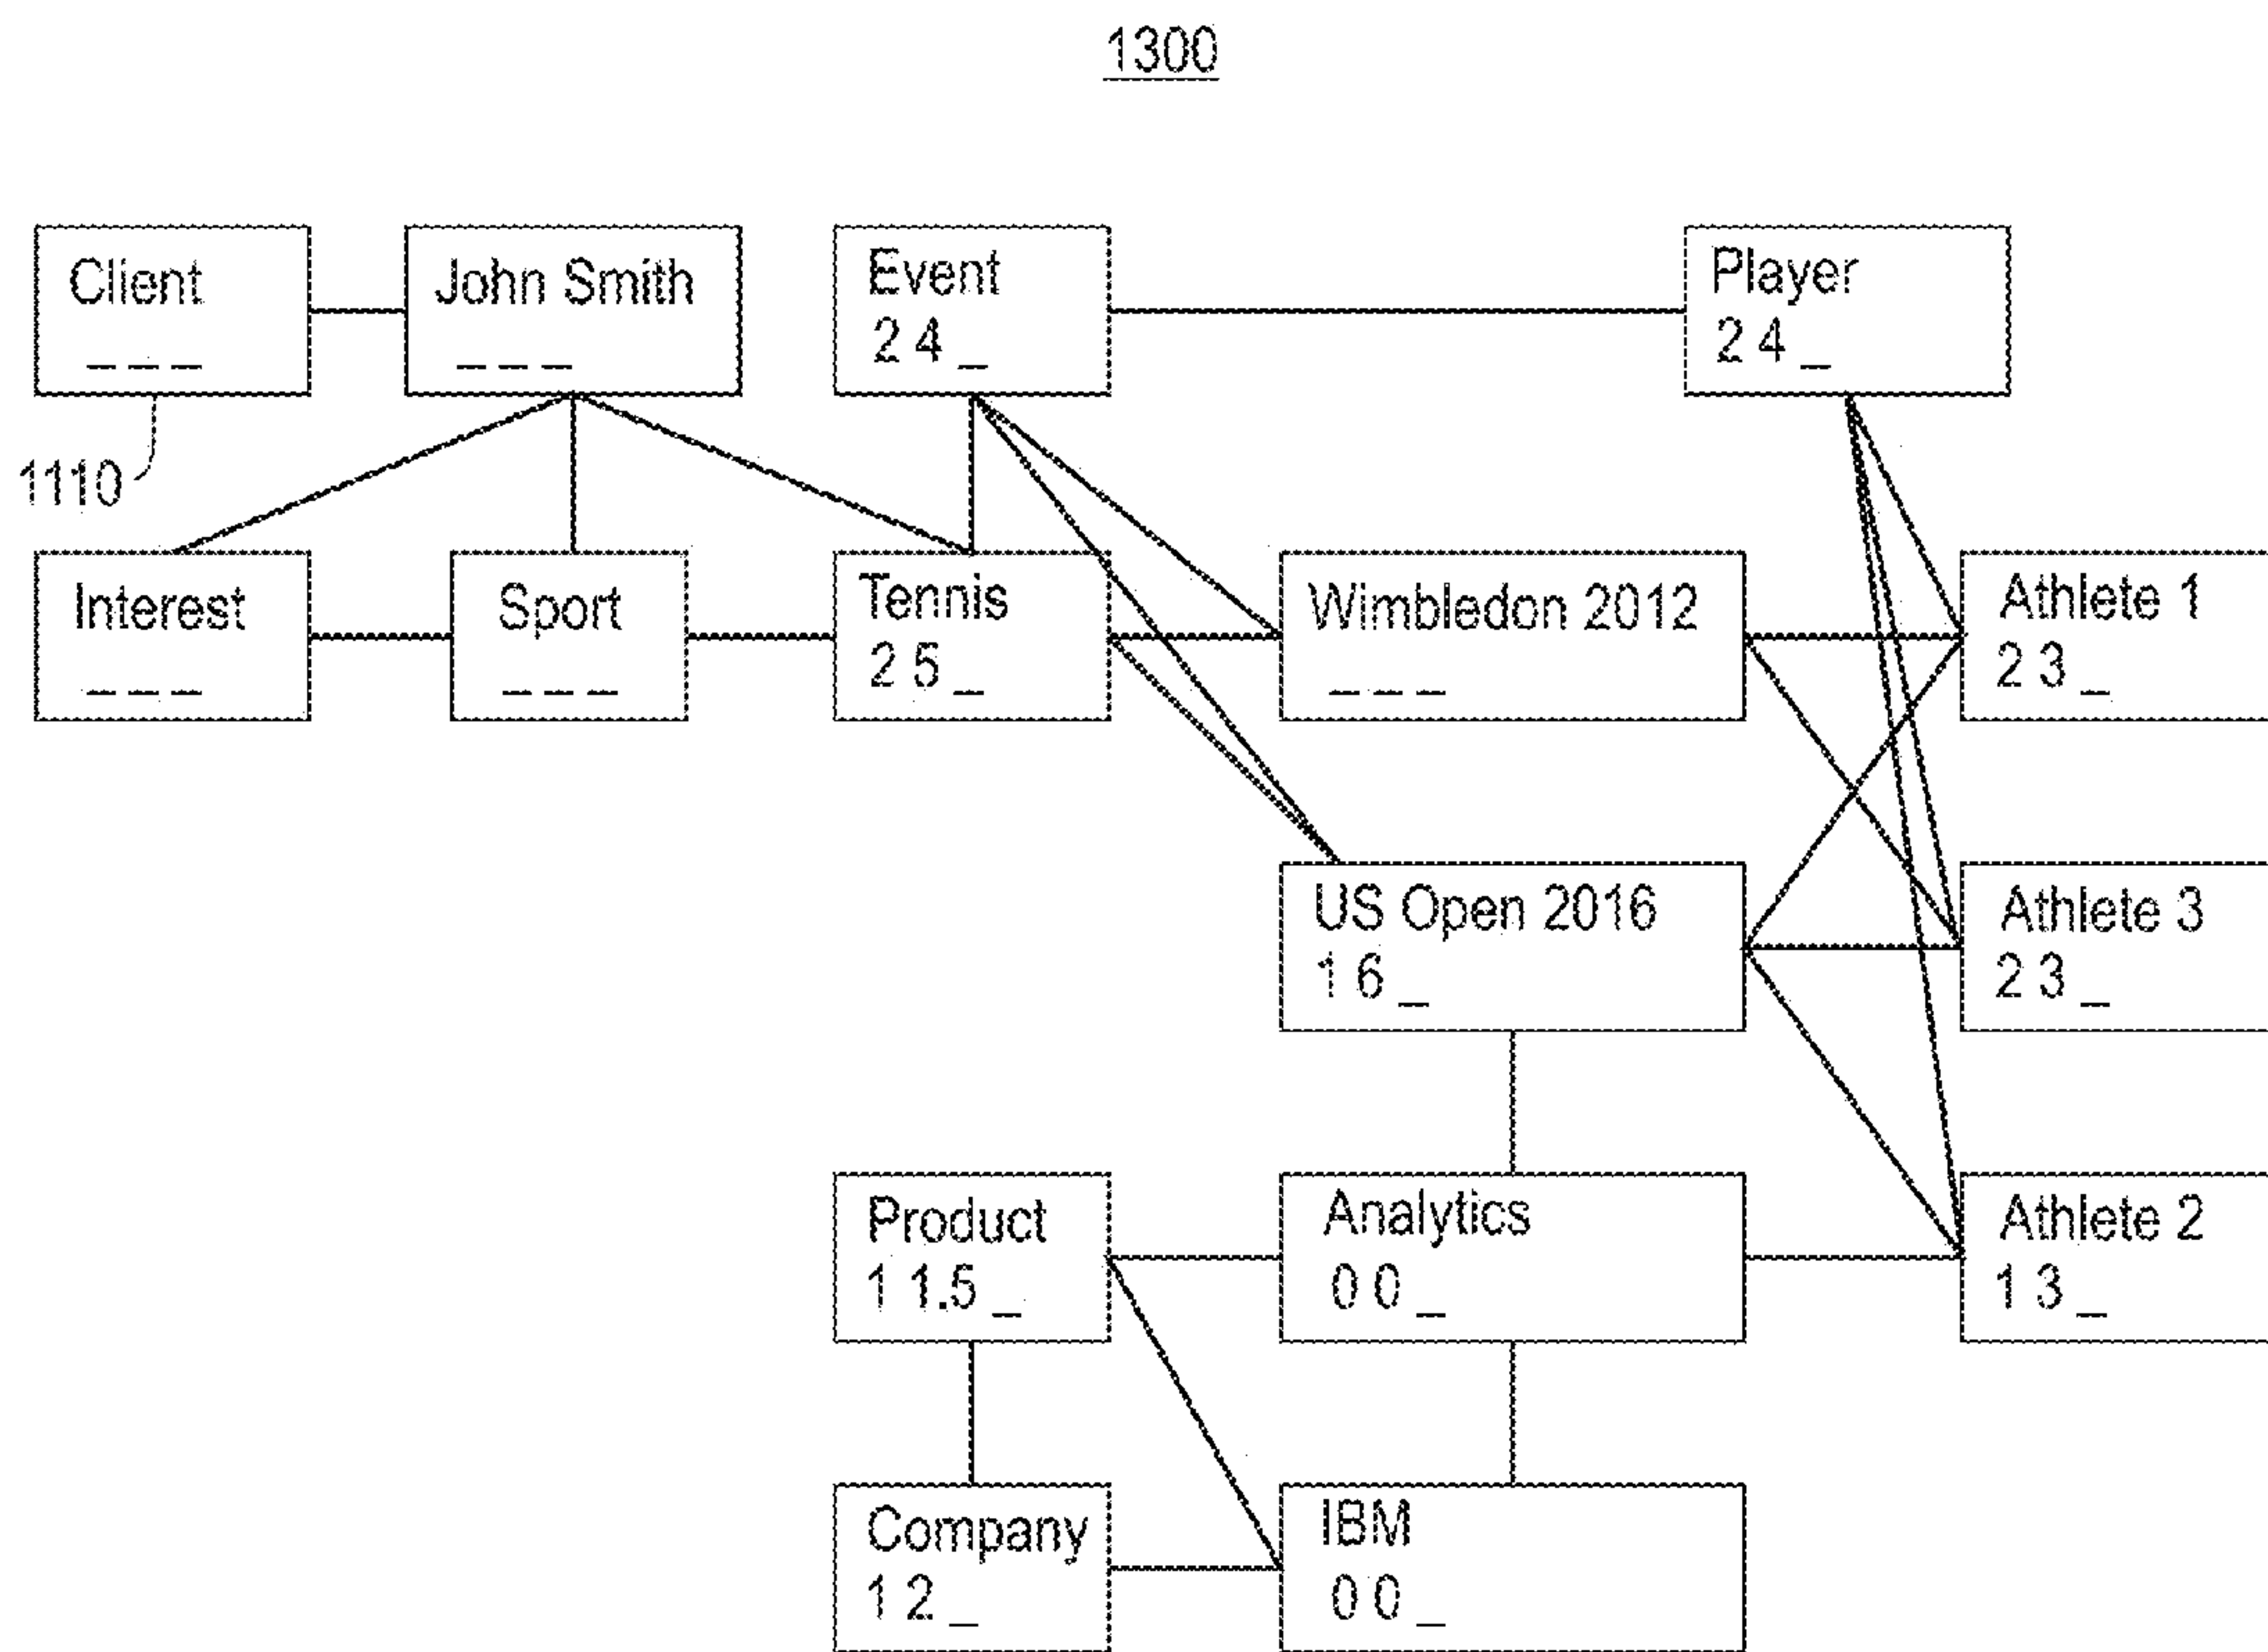 1300
Client
_ _ _
John Smith
_ _ _
Event
2 4 _
Player
2 4 _
1110
Interest
_ _ _
Sport
_ _ _
Tennis
2 5 _
Wimbledon 2012
_ _ _
Athlete 1
2 3 _
US Open 2016
1 6 _
Athlete 3
2 3 _
Product
1 1.5 _
Analytics
0 0 _
Athlete 2
1 3 _
Company
1 2 _
IBM
0 0 _